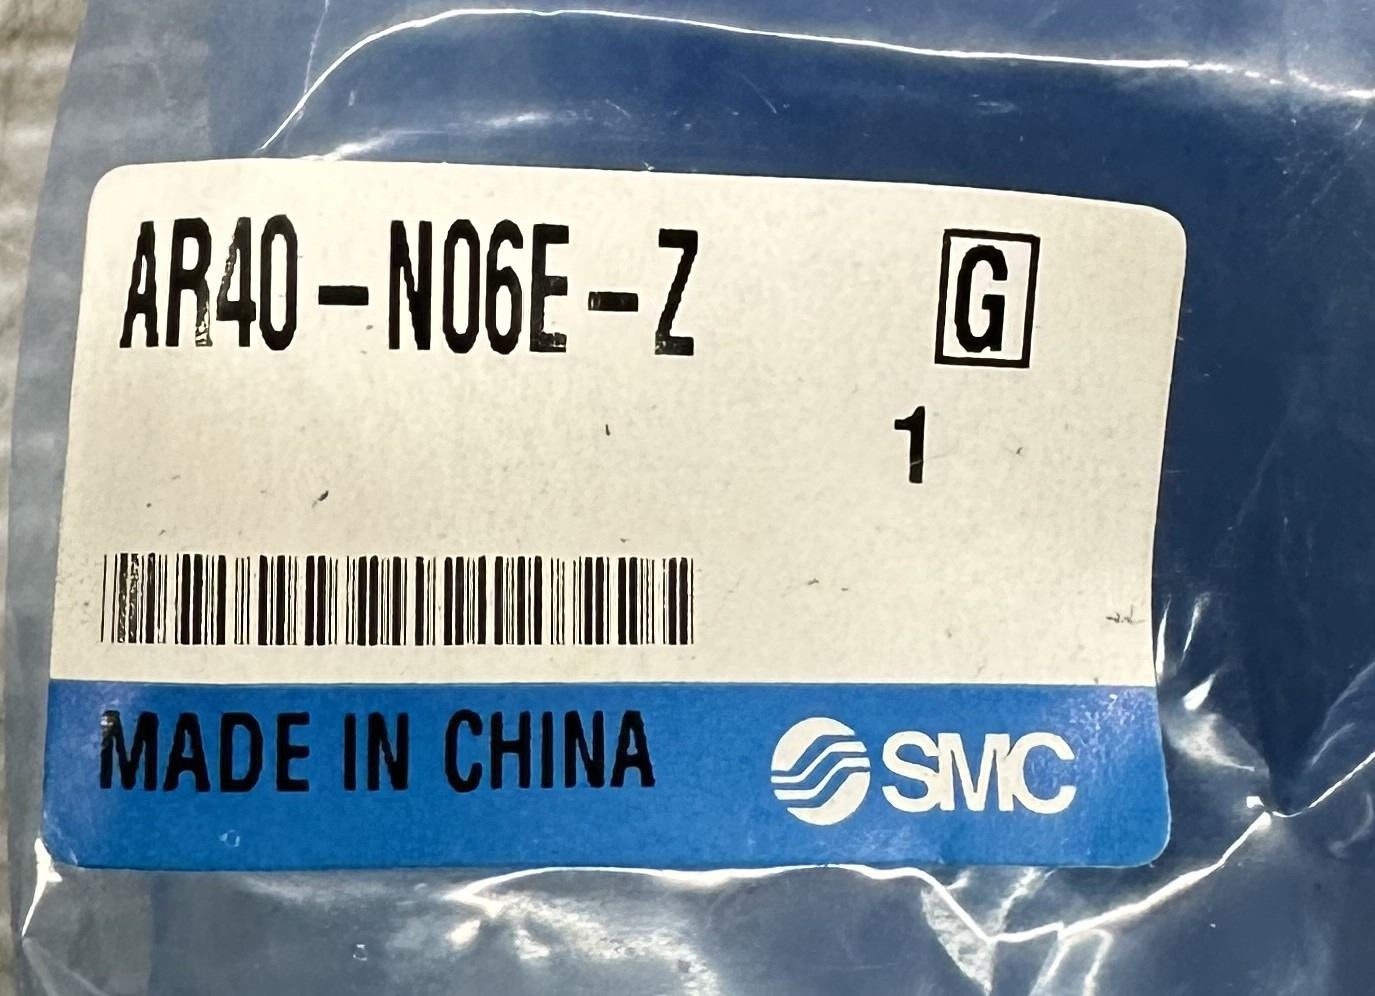 AR40-N06E-Z G
1
MADE IN CHINA SMC